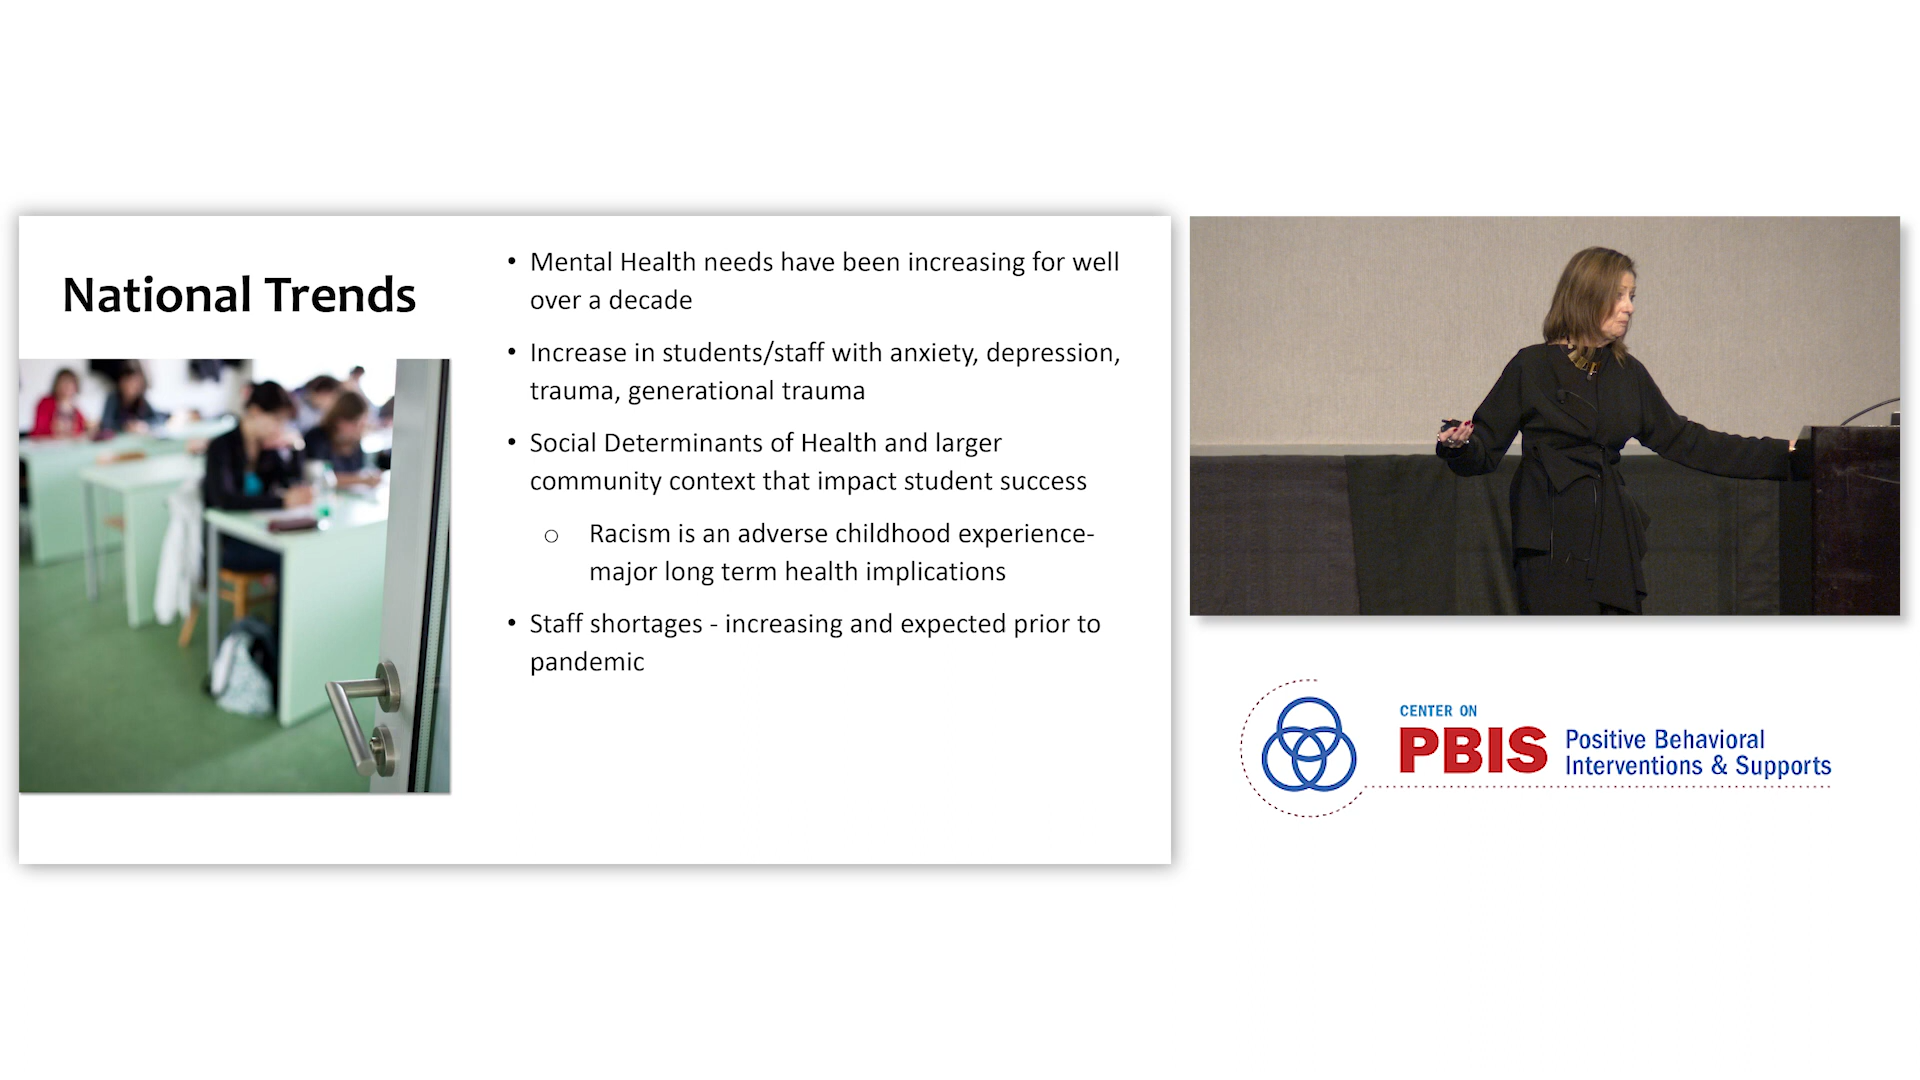 National Trends
• Mental Health needs have been increasing for well
over a decade
• Increase in students/staff with anxiety, depression,
trauma, generational trauma
• Social Determinants of Health and larger
community context that impact student success
o Racism is an adverse childhood experience-
major long term health implications
• Staff shortages - increasing and expected prior to
pandemic
CENTER ON
PBIS
Positive Behavioral
Interventions & Supports